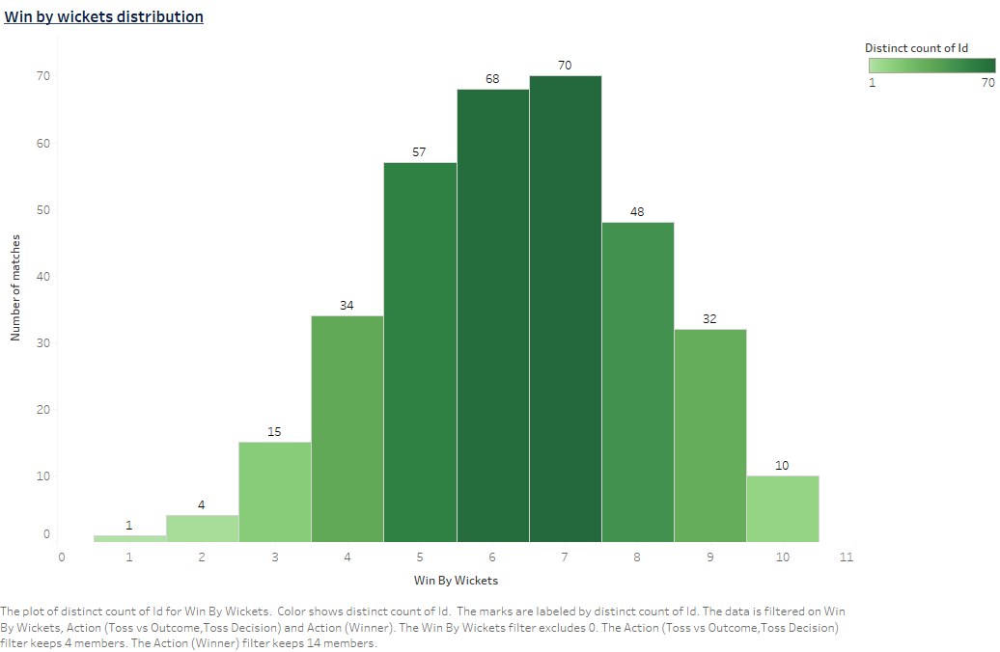 Win by wickets distribution
Distinct count of Id
1 70
70
60
50
40
30
20
10
0
Number of matches
1
4
15
34
57
68
70
48
32
10
0 1 2 3 4 5 6 7 8 9 10 11
Win By Wickets
The plot of distinct count of Id for Win By Wickets.  Color shows distinct count of Id.  The marks are labeled by distinct count of Id. The data is filtered on Win
By Wickets, Action (Toss vs Outcome,Toss Decision) and Action (Winner). The Win By Wickets filter excludes 0. The Action (Toss vs Outcome,Toss Decision)
filter keeps 4 members. The Action (Winner) filter keeps 14 members.